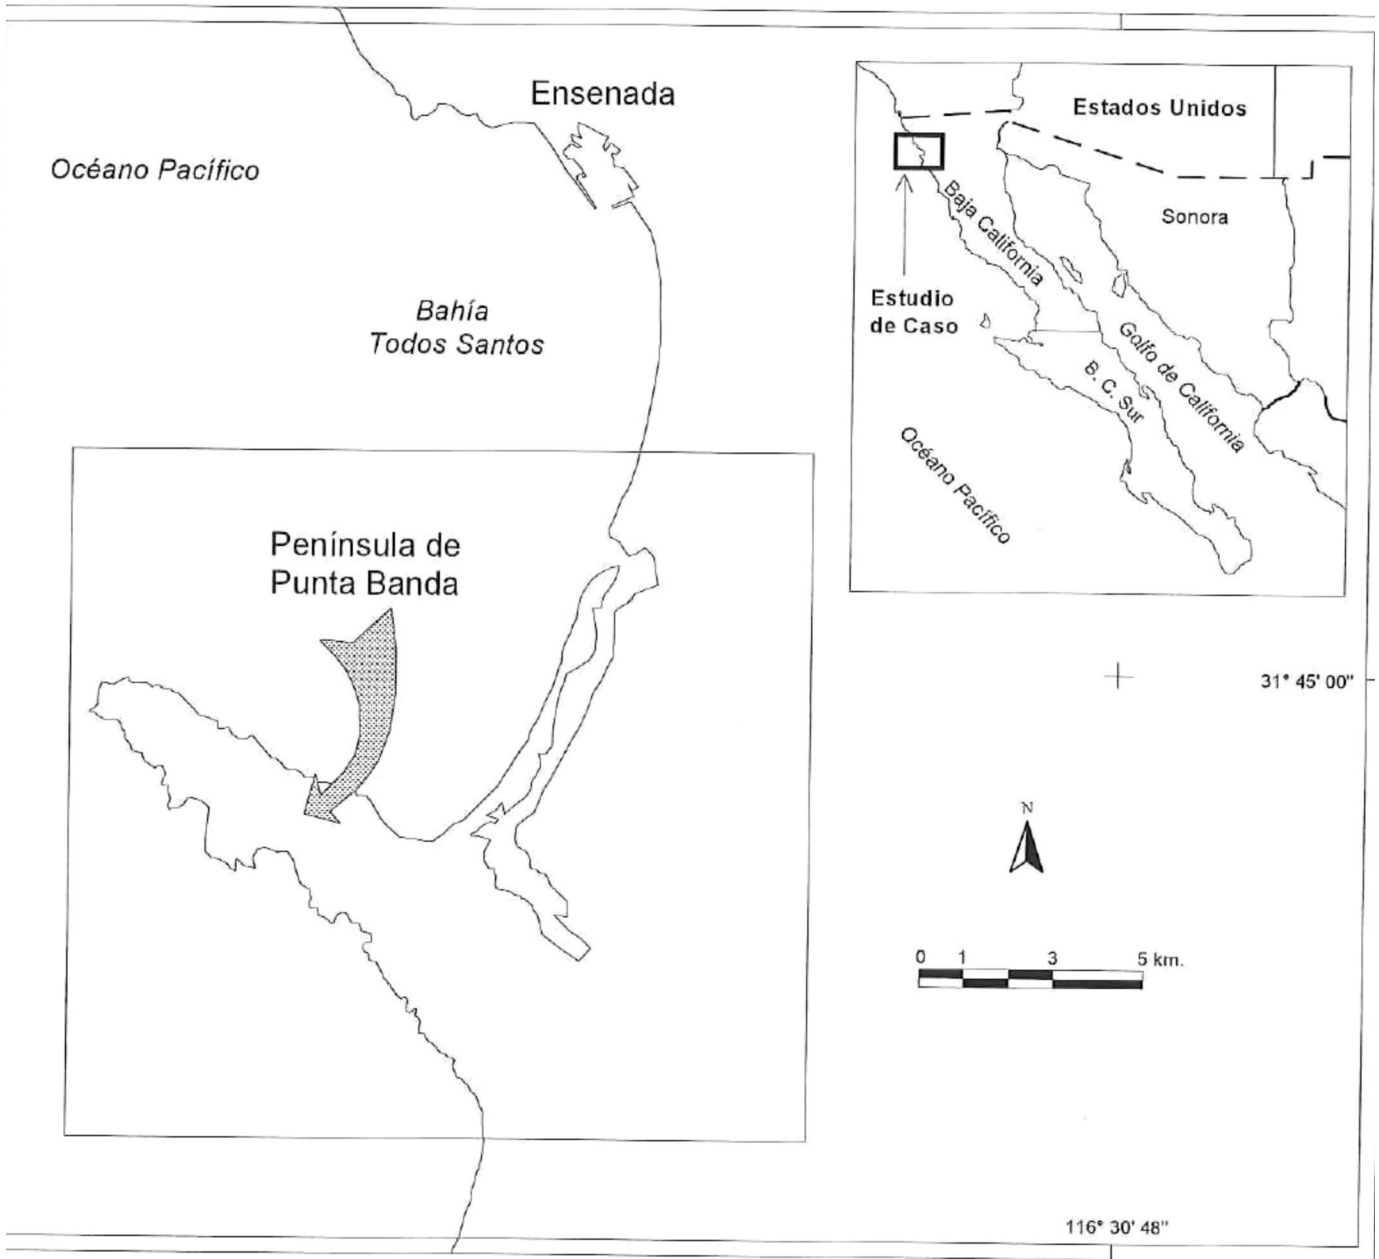 Ensenada
Océano Pacífico
Bahía
Todos Santos
Península de
Punta Banda
Estados Unidos
Sonora
Baja California
Estudio
de Caso
Golfo de California
B. C. Sur
Océano Pacífico
31° 45' 00"
N
0 1 3 5 km.
116° 30' 48"